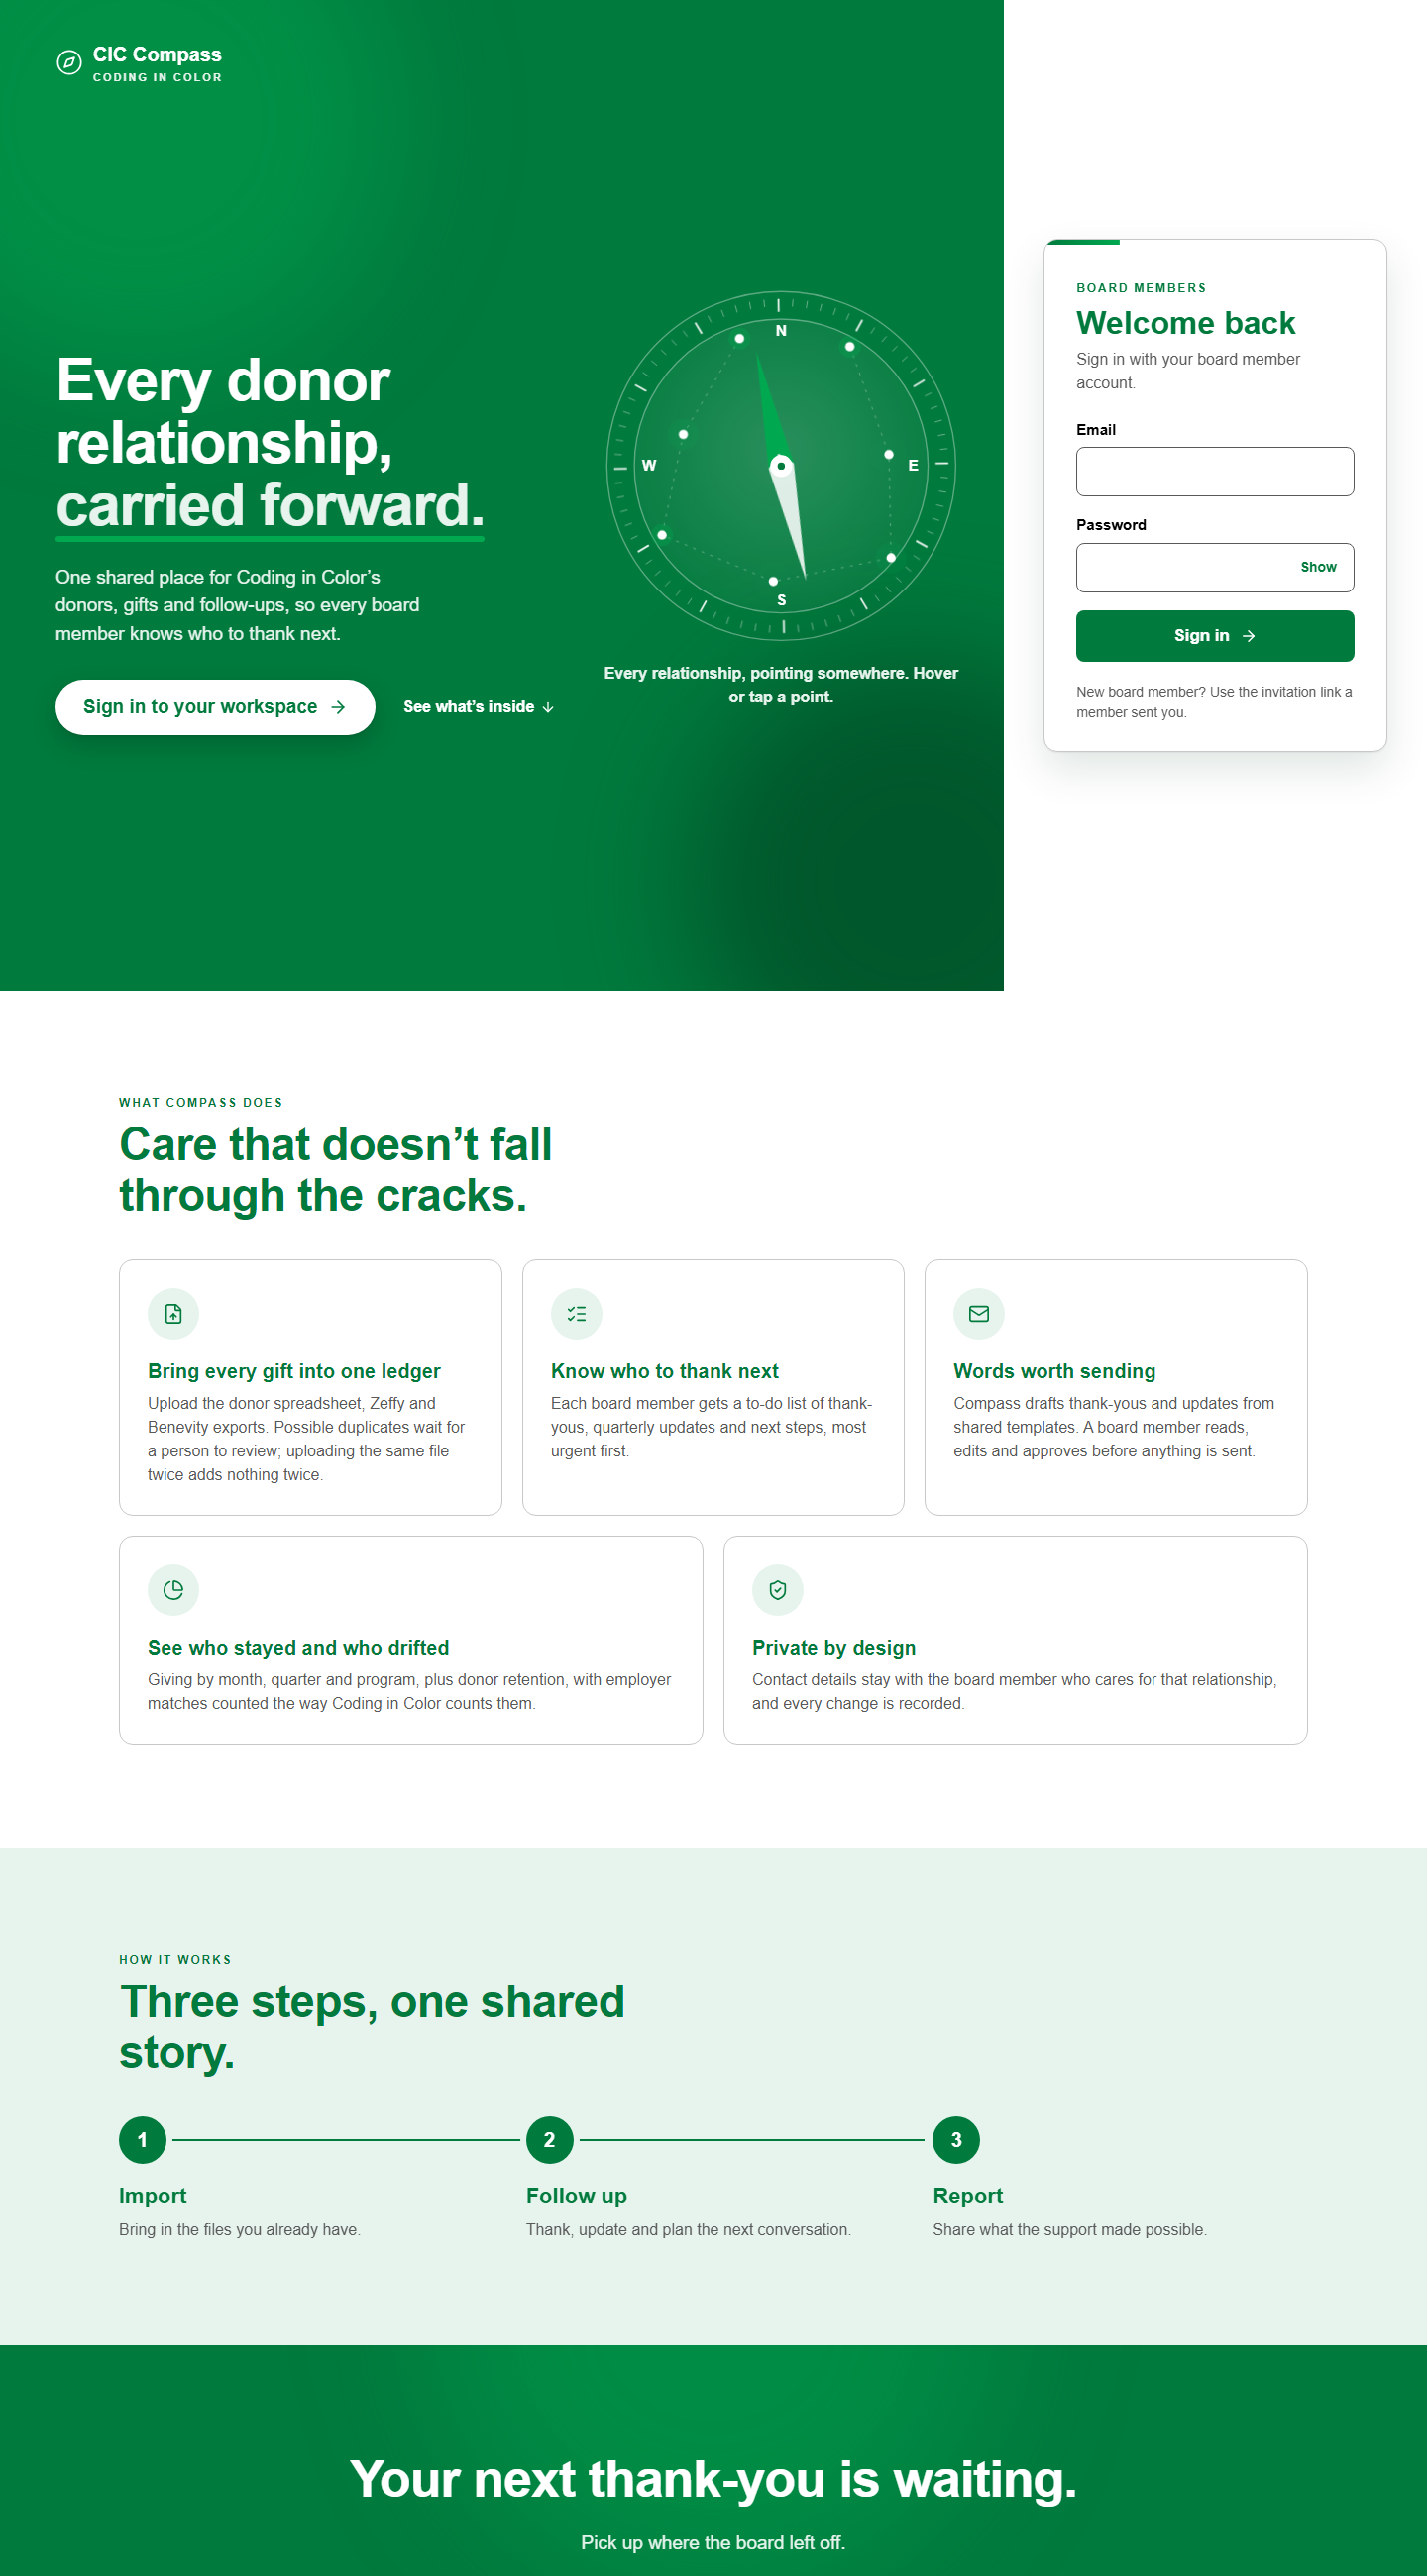 CIC Compass
CODING IN COLOR
Every donor
relationship,
carried forward.
One shared place for Coding in Color’s
donors, gifts and follow-ups, so every board
member knows who to thank next.
Sign in to your workspace
See what’s inside
N
W
E
S
Every relationship, pointing somewhere. Hover
or tap a point.
BOARD MEMBERS
Welcome back
Sign in with your board member
account.
Email
Password
Show
Sign in
New board member? Use the invitation link a
member sent you.
WHAT COMPASS DOES
Care that doesn’t fall
through the cracks.
Bring every gift into one ledger
Upload the donor spreadsheet, Zeffy and
Benevity exports. Possible duplicates wait for
a person to review; uploading the same file
twice adds nothing twice.
Know who to thank next
Each board member gets a to-do list of thank-
yous, quarterly updates and next steps, most
urgent first.
Words worth sending
Compass drafts thank-yous and updates from
shared templates. A board member reads,
edits and approves before anything is sent.
See who stayed and who drifted
Giving by month, quarter and program, plus donor retention, with employer
matches counted the way Coding in Color counts them.
Private by design
Contact details stay with the board member who cares for that relationship,
and every change is recorded.
HOW IT WORKS
Three steps, one shared
story.
1
Import
Bring in the files you already have.
2
Follow up
Thank, update and plan the next conversation.
3
Report
Share what the support made possible.
Your next thank-you is waiting.
Pick up where the board left off.